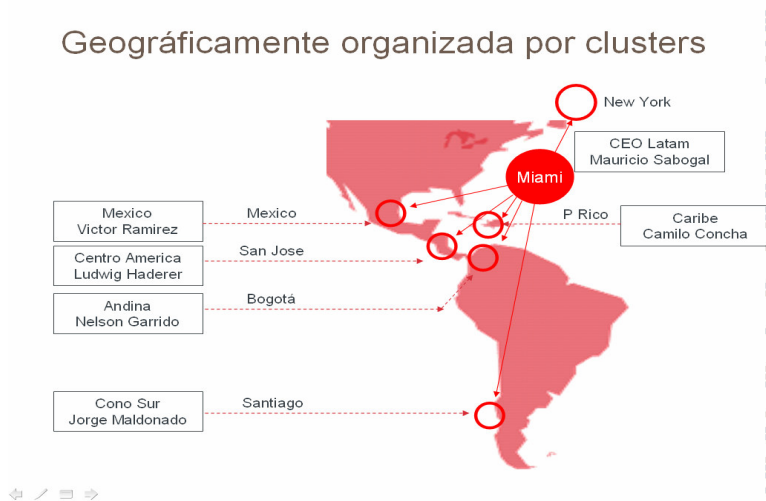 Geográficamente organizada por clusters
New York
CEO Latam
Mauricio Sabogal
Miami
Mexico
Victor Ramirez
Mexico
P Rico
Caribe
Camilo Concha
Centro America
Ludwig Haderer
San Jose
Andina
Nelson Garrido
Bogotá
Cono Sur
Jorge Maldonado
Santiago